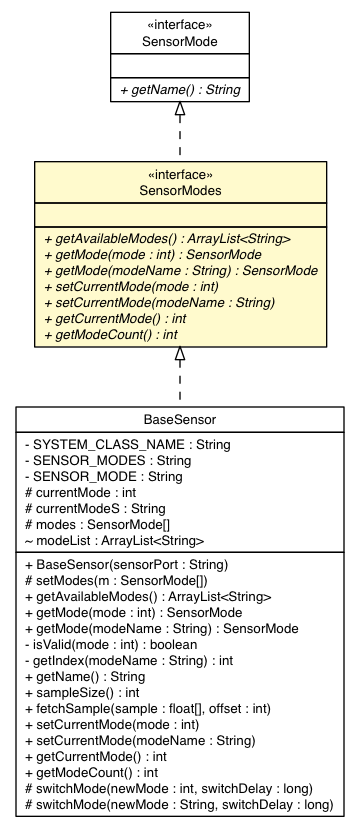 «interface»
SensorMode
+ getName() : String
«interface»
SensorModes
+ getAvailableModes() : ArrayList<String>
+ getMode(mode : int) : SensorMode
+ getMode(modeName : String) : SensorMode
+ setCurrentMode(mode : int)
+ setCurrentMode(modeName : String)
+ getCurrentMode() : int
+ getModeCount() : int
BaseSensor
- SYSTEM_CLASS_NAME : String
- SENSOR_MODES : String
- SENSOR_MODE : String
# currentMode : int
# currentModeS : String
# modes : SensorMode[]
~ modeList : ArrayList<String>
+ BaseSensor(sensorPort : String)
# setModes(m : SensorMode[])
+ getAvailableModes() : ArrayList<String>
+ getMode(mode : int) : SensorMode
+ getMode(modeName : String) : SensorMode
- isValid(mode : int) : boolean
- getIndex(modeName : String) : int
+ getName() : String
+ sampleSize() : int
+ fetchSample(sample : float[], offset : int)
+ setCurrentMode(mode : int)
+ setCurrentMode(modeName : String)
+ getCurrentMode() : int
+ getModeCount() : int
# switchMode(newMode : int, switchDelay : long)
# switchMode(newMode : String, switchDelay : long)